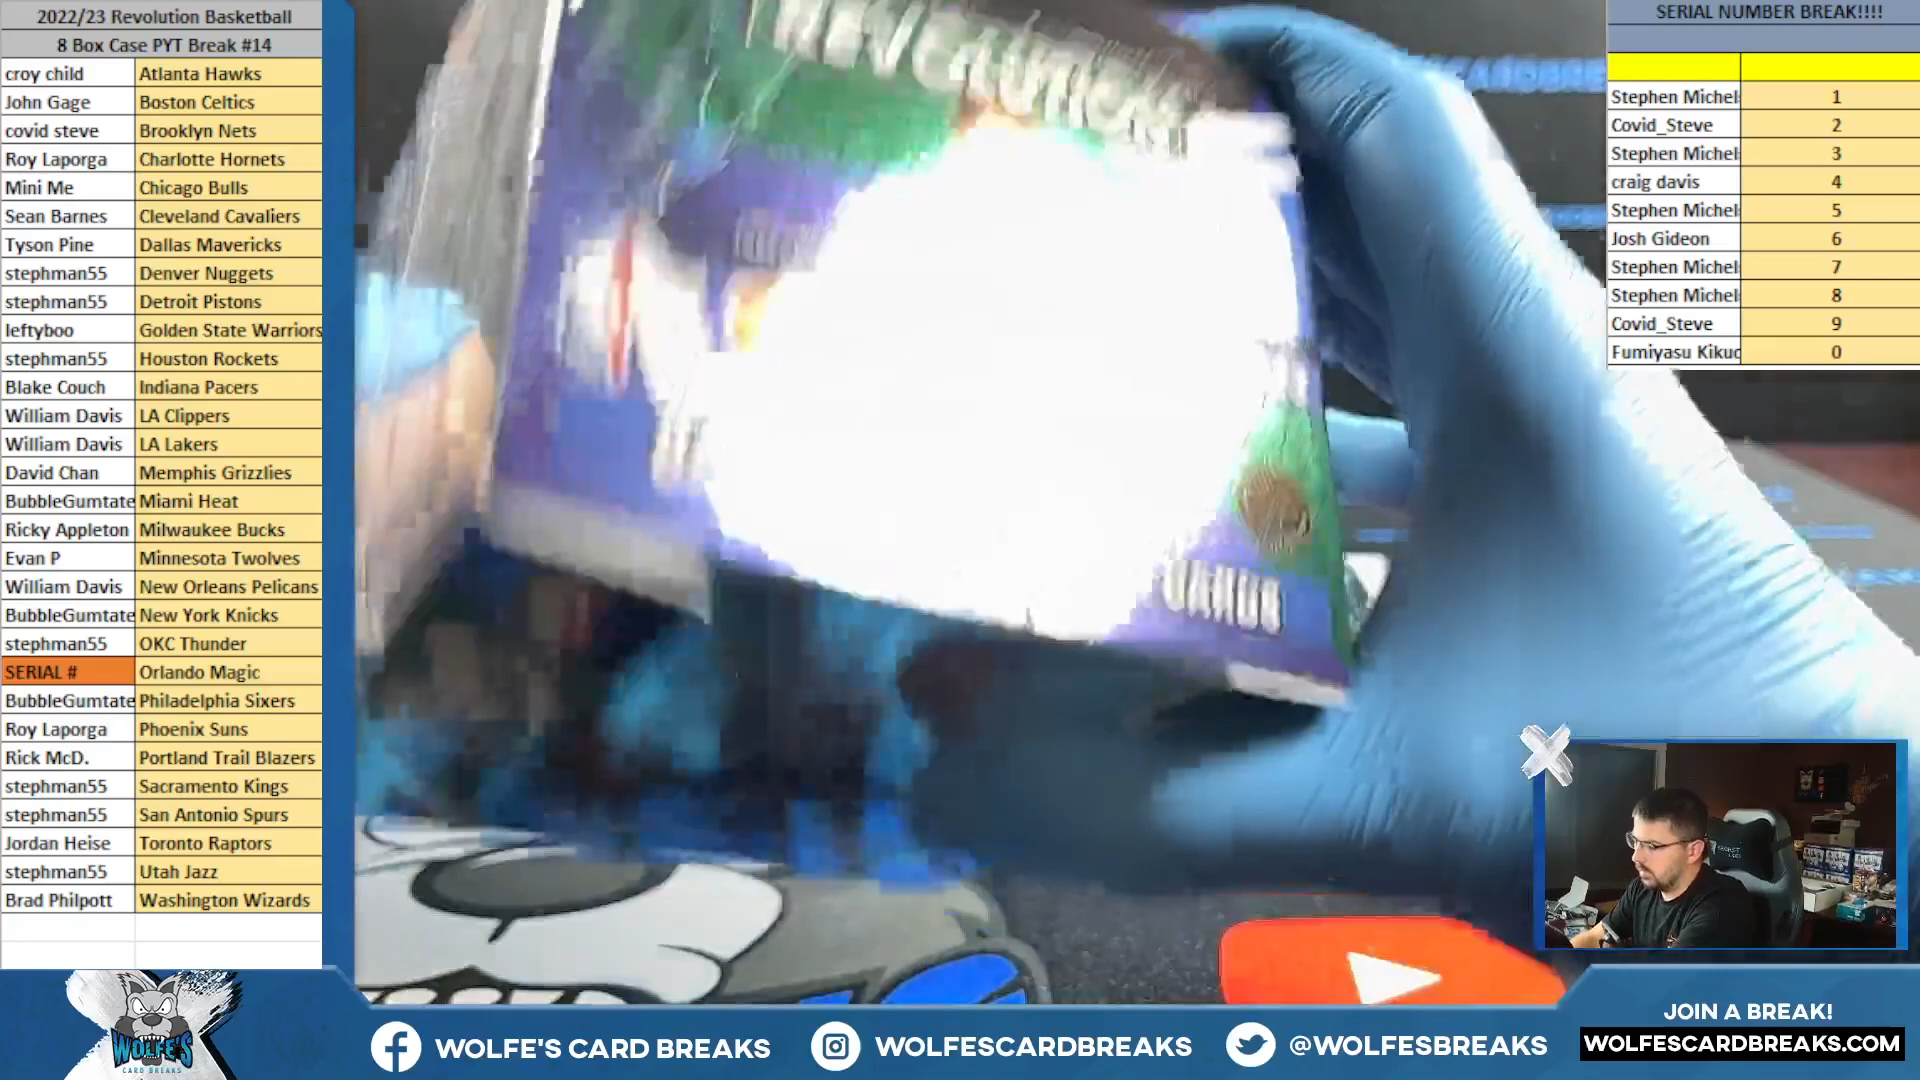 2022/23 Revolution Basketball
8 Box Case PYT Break #14
croy child Atlanta Hawks
John Gage Boston Celtics
covid steve Brooklyn Nets
Roy Laporga Charlotte Hornets
Mini Me Chicago Bulls
Sean Barnes Cleveland Cavaliers
Tyson Pine Dallas Mavericks
stephman55 Denver Nuggets
stephman55 Detroit Pistons
leftyboo Golden State Warriors
stephman55 Houston Rockets
Blake Couch Indiana Pacers
William Davis LA Clippers
William Davis LA Lakers
David Chan Memphis Grizzlies
BubbleGumtate Miami Heat
Ricky Appleton Milwaukee Bucks
Evan P Minnesota Twolves
William Davis New Orleans Pelicans
BubbleGumtate New York Knicks
stephman55 OKC Thunder
SERIAL # Orlando Magic
BubbleGumtate Philadelphia Sixers
Roy Laporga Phoenix Suns
Rick McD. Portland Trail Blazers
stephman55 Sacramento Kings
stephman55 San Antonio Spurs
Jordan Heise Toronto Raptors
stephman55 Utah Jazz
Brad Philpott Washington Wizards
REVOLUTION
SERIAL NUMBER BREAK!!!!
Stephen Michel 1
Covid_Steve 2
Stephen Michel 3
craig davis 4
Stephen Michel 5
Josh Gideon 6
Stephen Michel 7
Stephen Michel 8
Covid_Steve 9
Fumiyasu Kikuc 0
WOLFE'S
CARD BREAKS
WOLFE'S CARD BREAKS
WOLFESCARDBREAKS
@WOLFESBREAKS
JOIN A BREAK!
WOLFESCARDBREAKS.COM